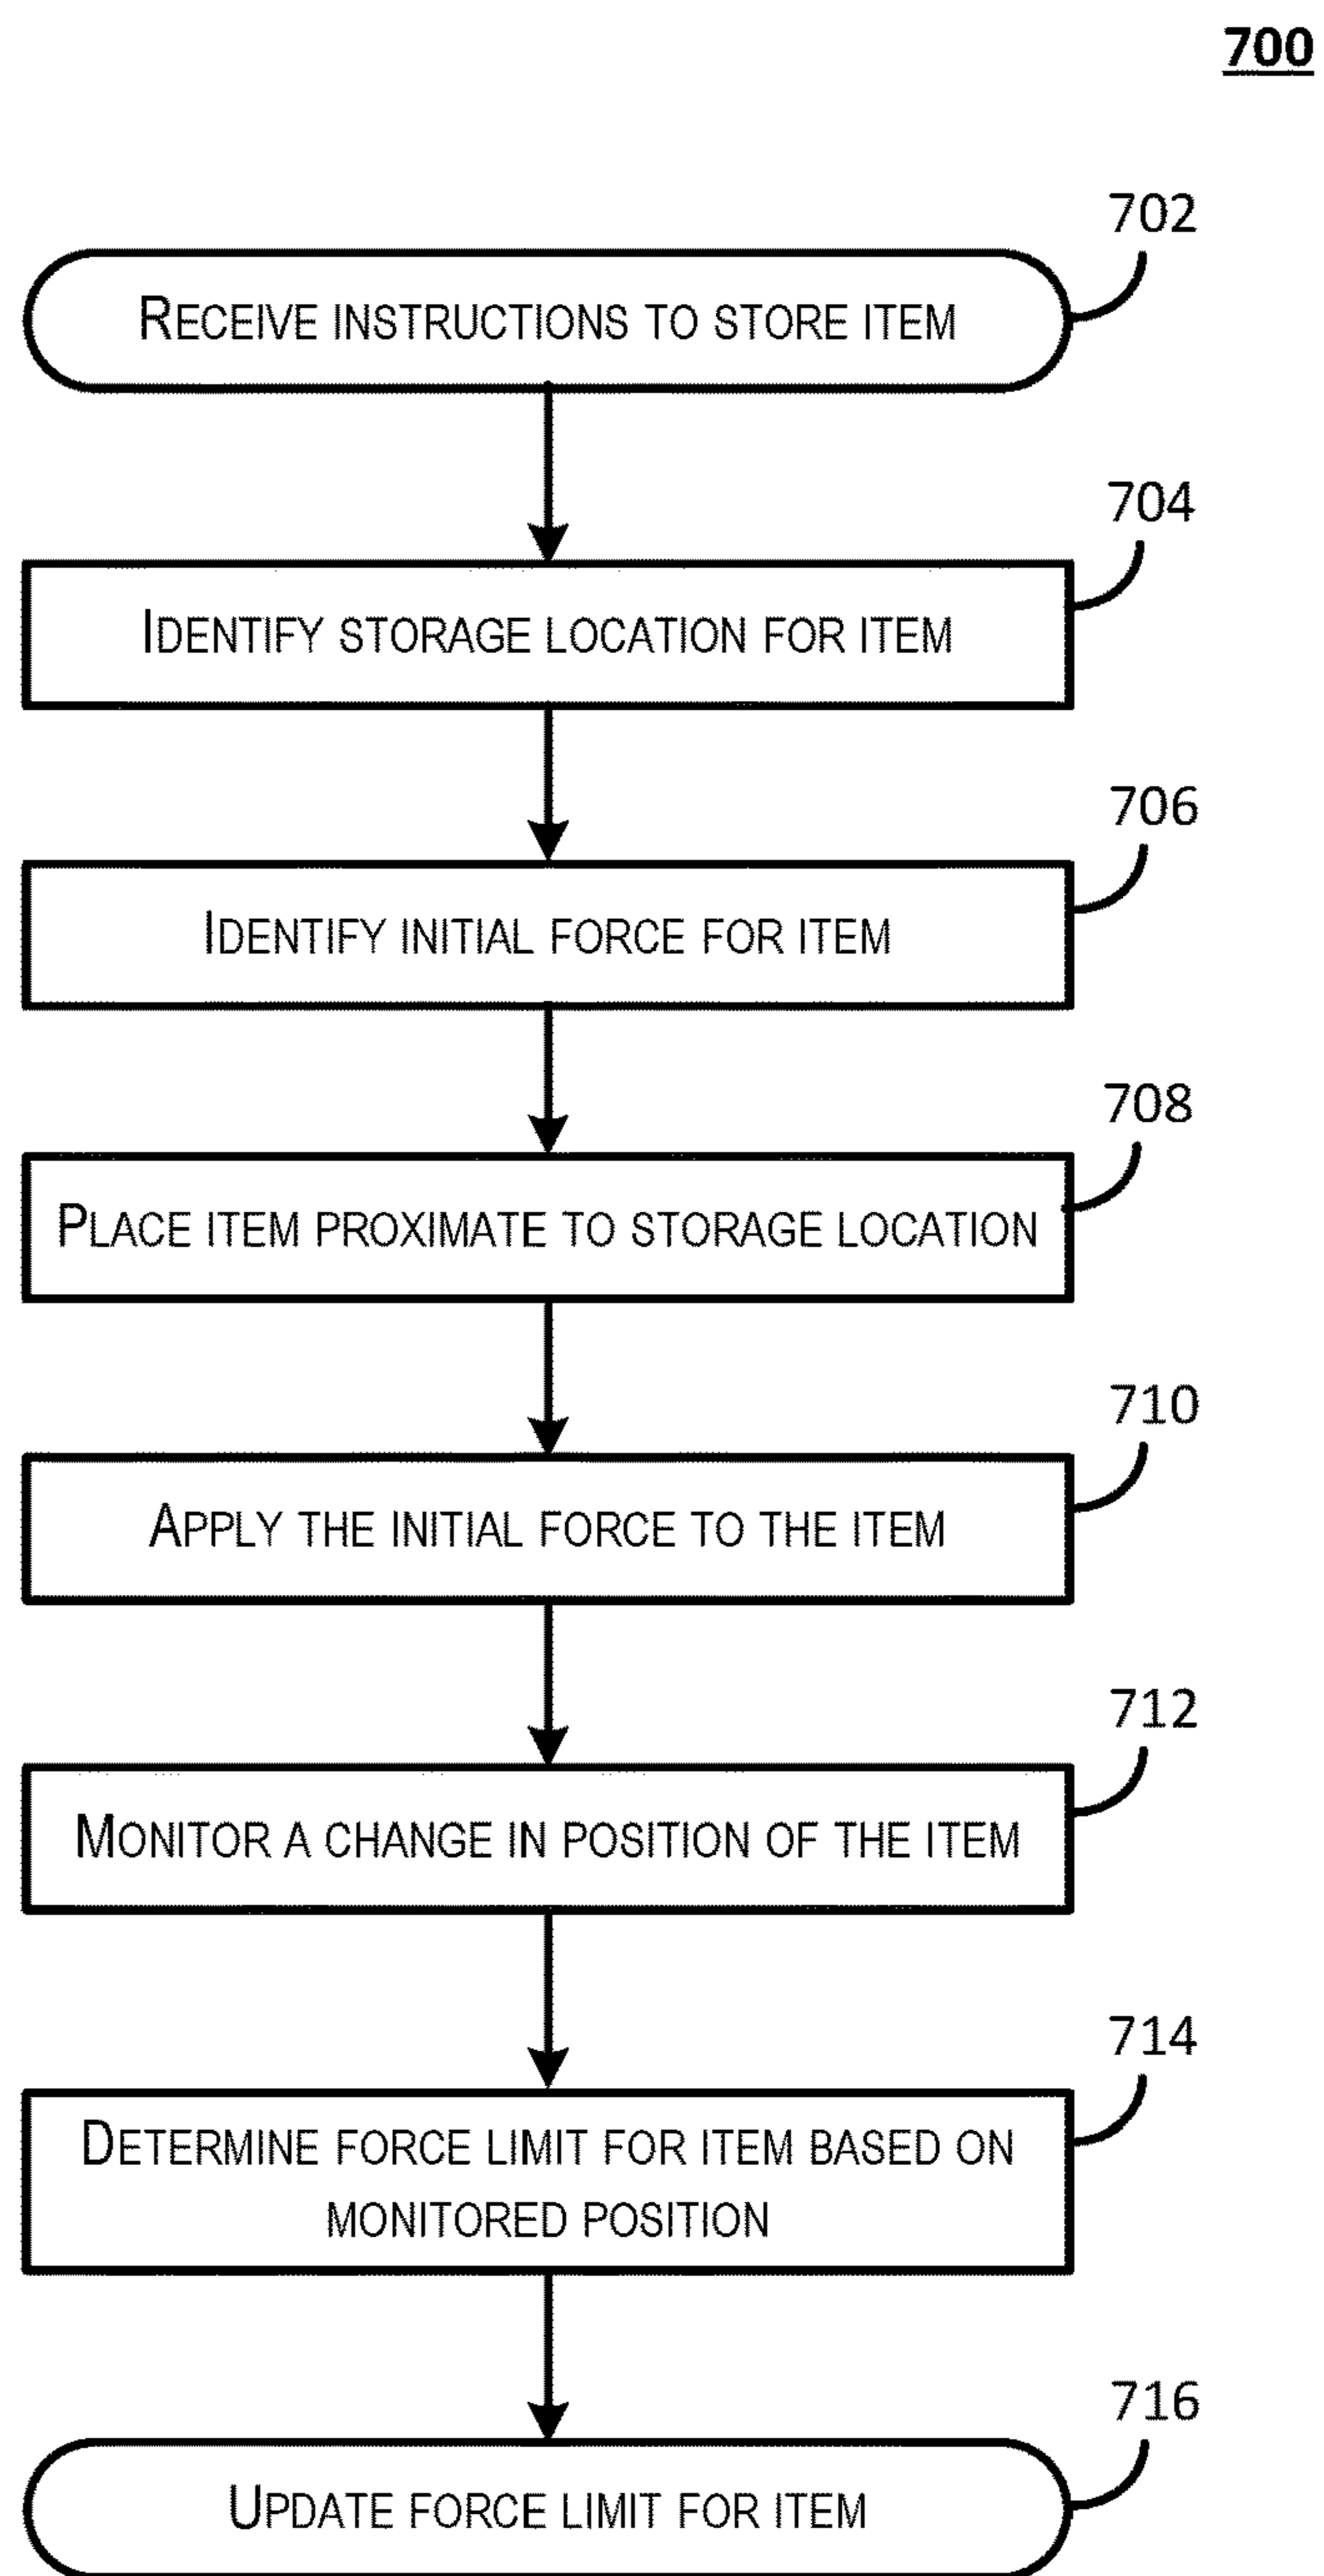 700
702
RECEIVE INSTRUCTIONS TO STORE ITEM
704
IDENTIFY STORAGE LOCATION FOR ITEM
706
IDENTIFY INITIAL FORCE FOR ITEM
708
PLACE ITEM PROXIMATE TO STORAGE LOCATION
710
APPLY THE INITIAL FORCE TO THE ITEM
712
MONITOR A CHANGE IN POSITION OF THE ITEM
714
DETERMINE FORCE LIMIT FOR ITEM BASED ON
MONITORED POSITION
716
UPDATE FORCE LIMIT FOR ITEM